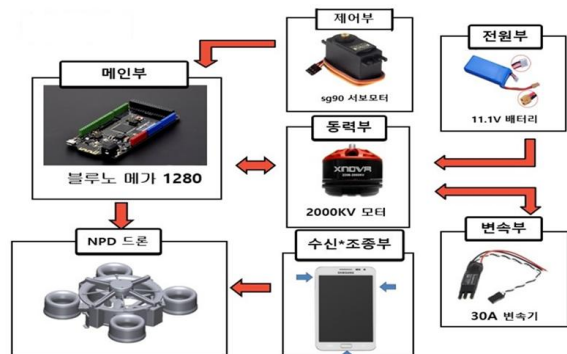 제어부
sg90 서보모터
전원부
11.1V 배터리
메인부
블루노 메가 1280
동력부
XNOVA
2000KV 모터
변속부
30A 변속기
NPD 드론
수신*조종부
SAMSUNG